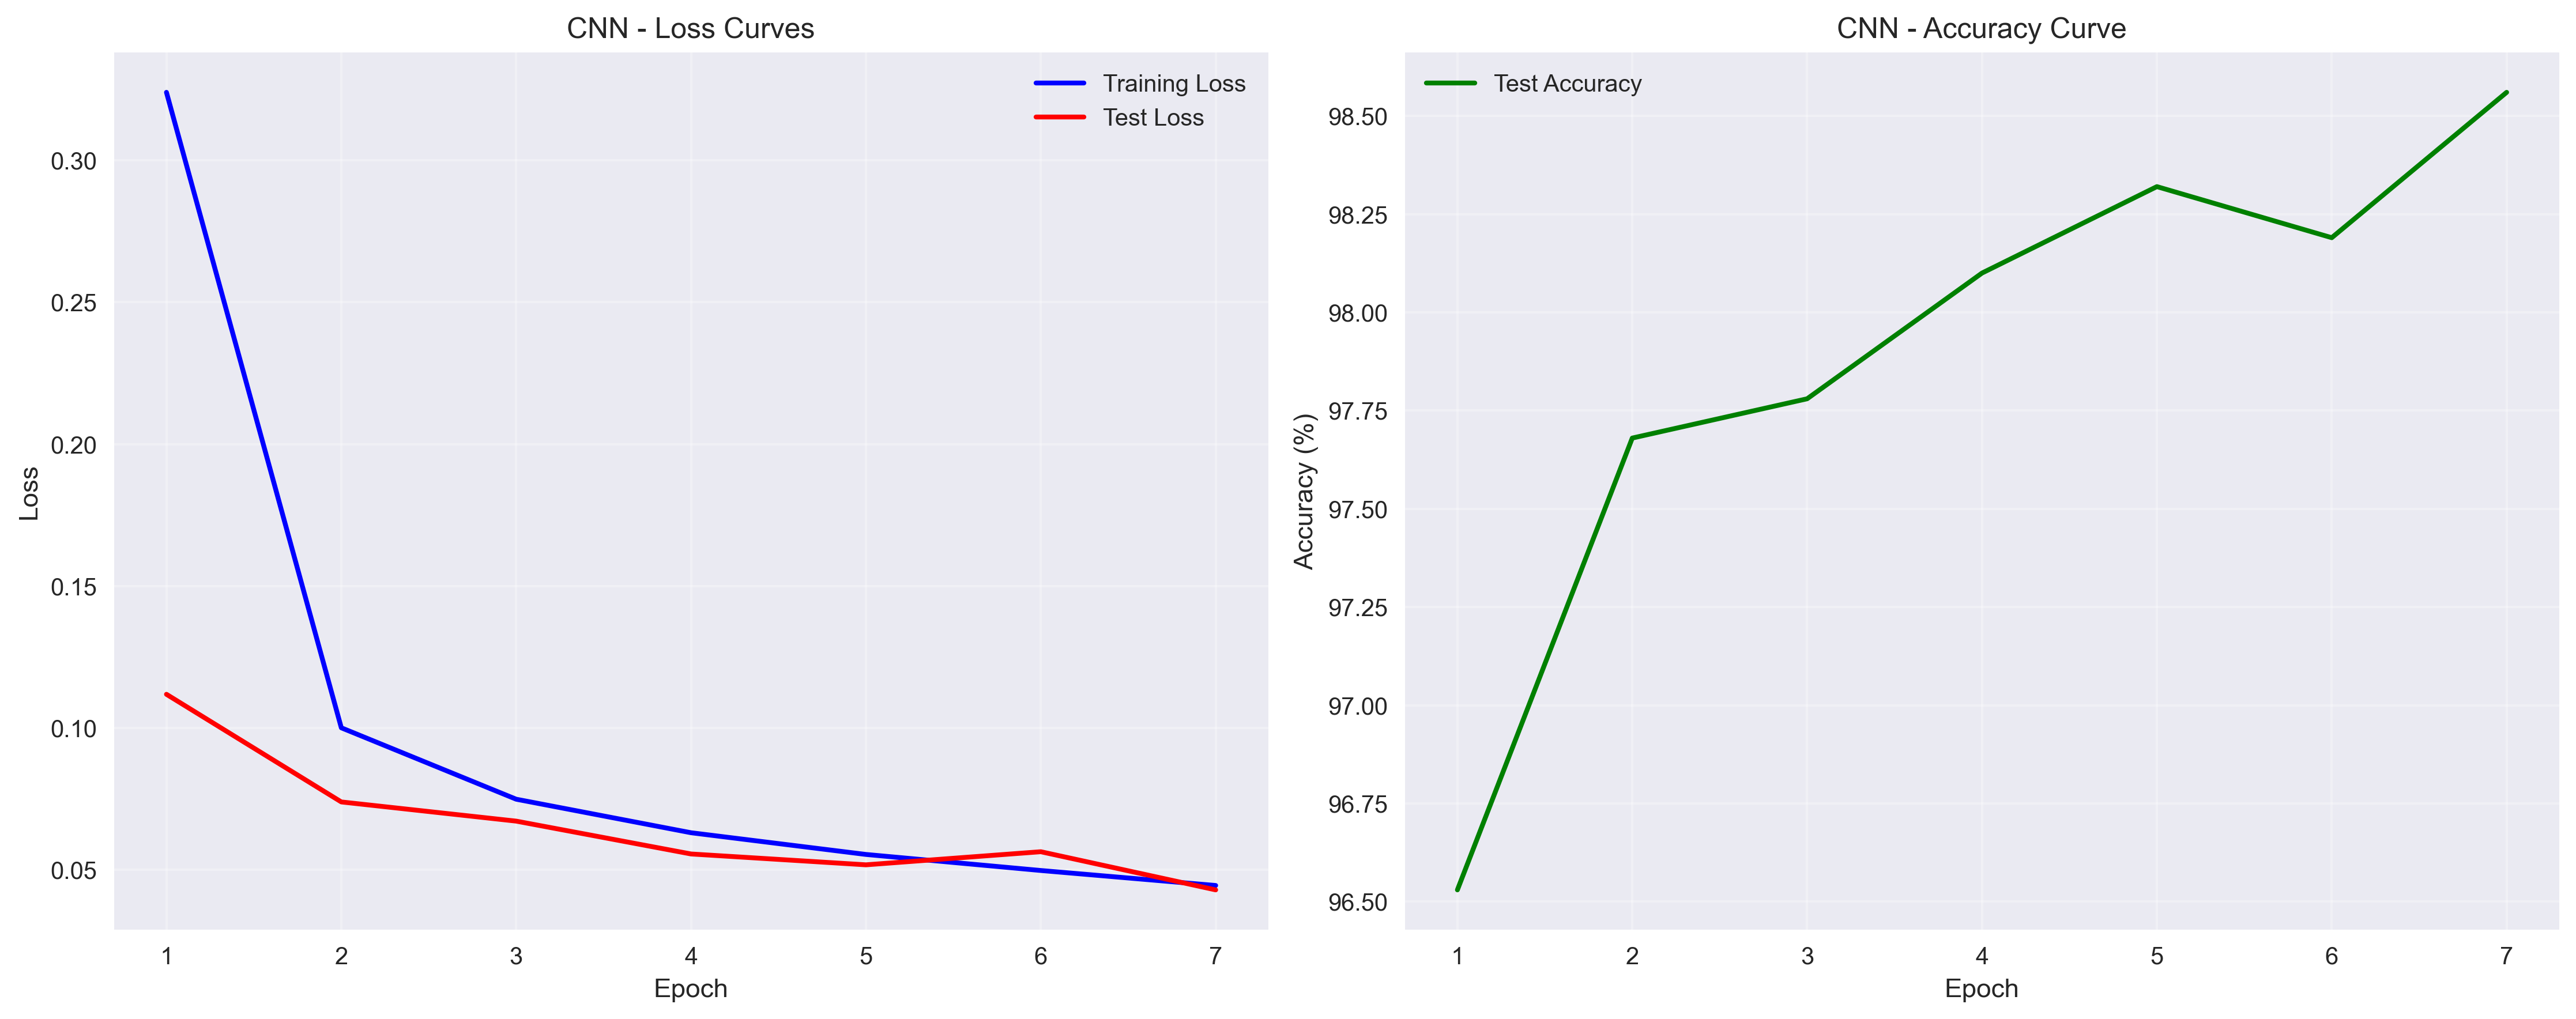 CNN - Loss Curves
Training Loss
Test Loss
0.30
0.25
0.20
0.15
0.10
0.05
Loss
1 2 3 4 5 6 7
Epoch
CNN - Accuracy Curve
Test Accuracy
98.50
98.25
98.00
97.75
97.50
97.25
97.00
96.75
96.50
Accuracy (%)
1 2 3 4 5 6 7
Epoch